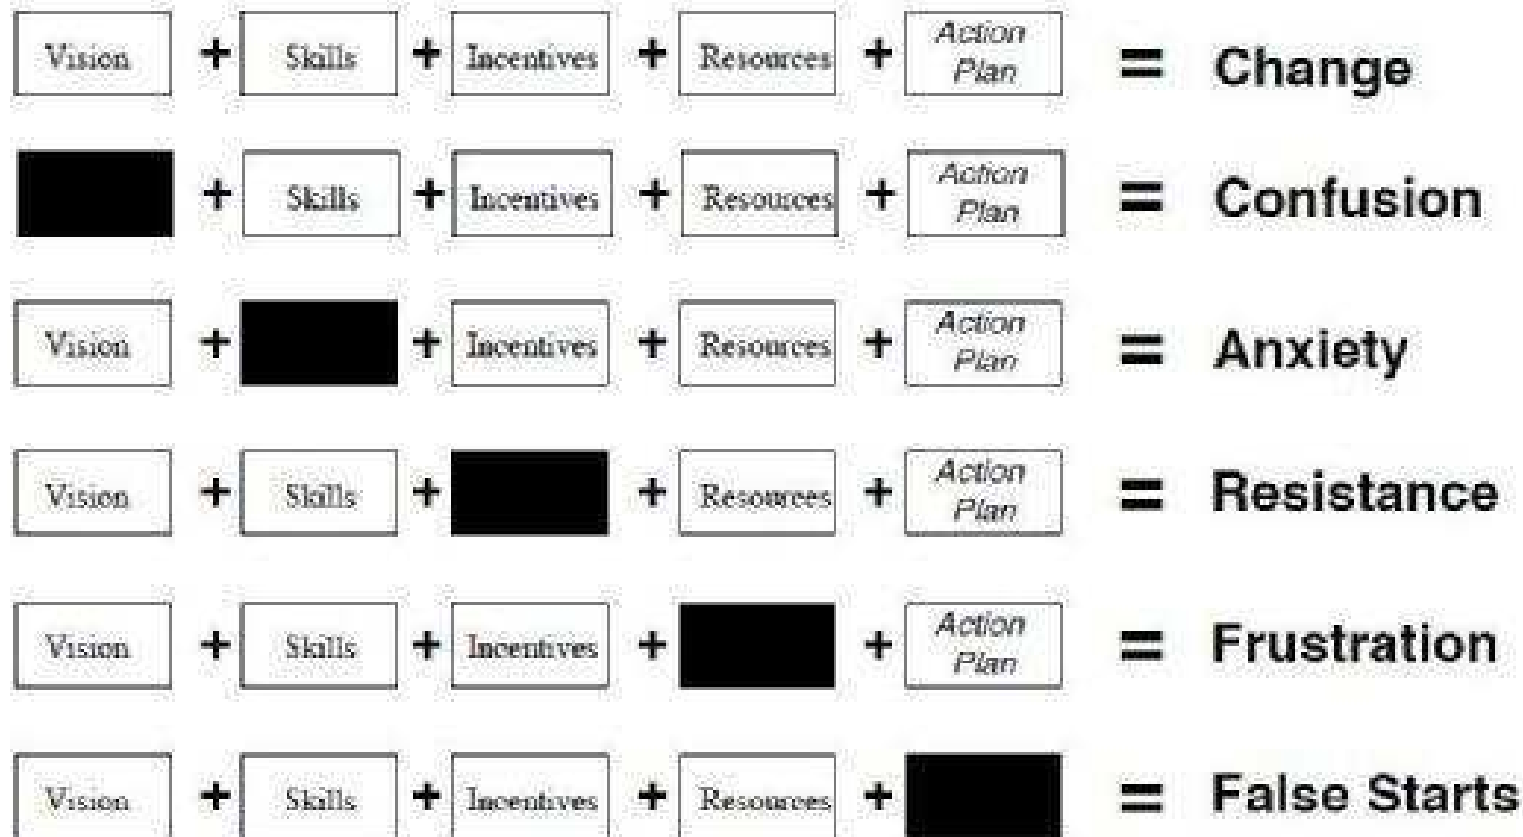 Vision + Skills + Incentives + Resources + Action Plan = Change
+ Skills + Incentives + Resources + Action Plan = Confusion
Vision + + Incentives + Resources + Action Plan = Anxiety
Vision + Skills + + Resources + Action Plan = Resistance
Vision + Skills + Incentives + + Action Plan = Frustration
Vision + Skills + Incentives + Resources + = False Starts